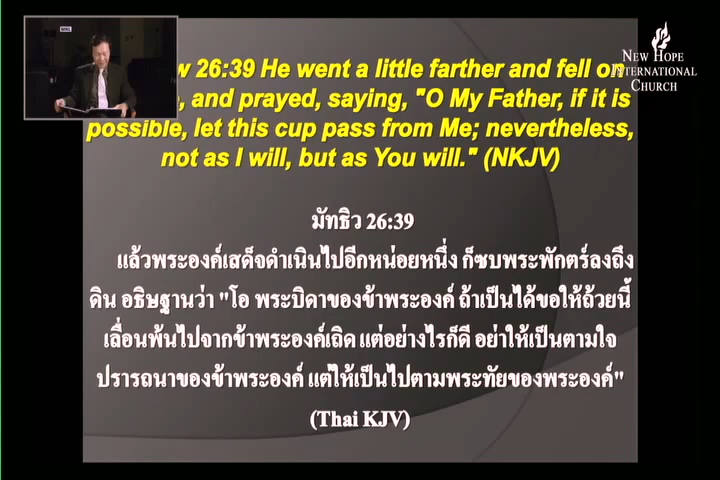 w 26:39 He went a little farther and fell on
, and prayed, saying, "O My Father, if it is
possible, let this cup pass from Me; nevertheless,
not as I will, but as You will." (NKJV)
มัทธิว 26:39
แล้วพระองค์เสด็จดำเนินไปอีกหน่อยหนึ่ง ก็ซบพระพักตร์ลงถึง
ดิน อธิษฐานว่า "โอ พระบิดาของข้าพระองค์ ถ้าเป็นได้ขอให้ถ้วยนี้
เลื่อนพ้นไปจากข้าพระองค์เถิด แต่อย่างไรก็ดี อย่าให้เป็นตามใจ
ปรารถนาของข้าพระองค์ แต่ให้เป็นไปตามพระทัยของพระองค์"
(Thai KJV)
NEW HOPE
INTERNATIONAL
CHURCH